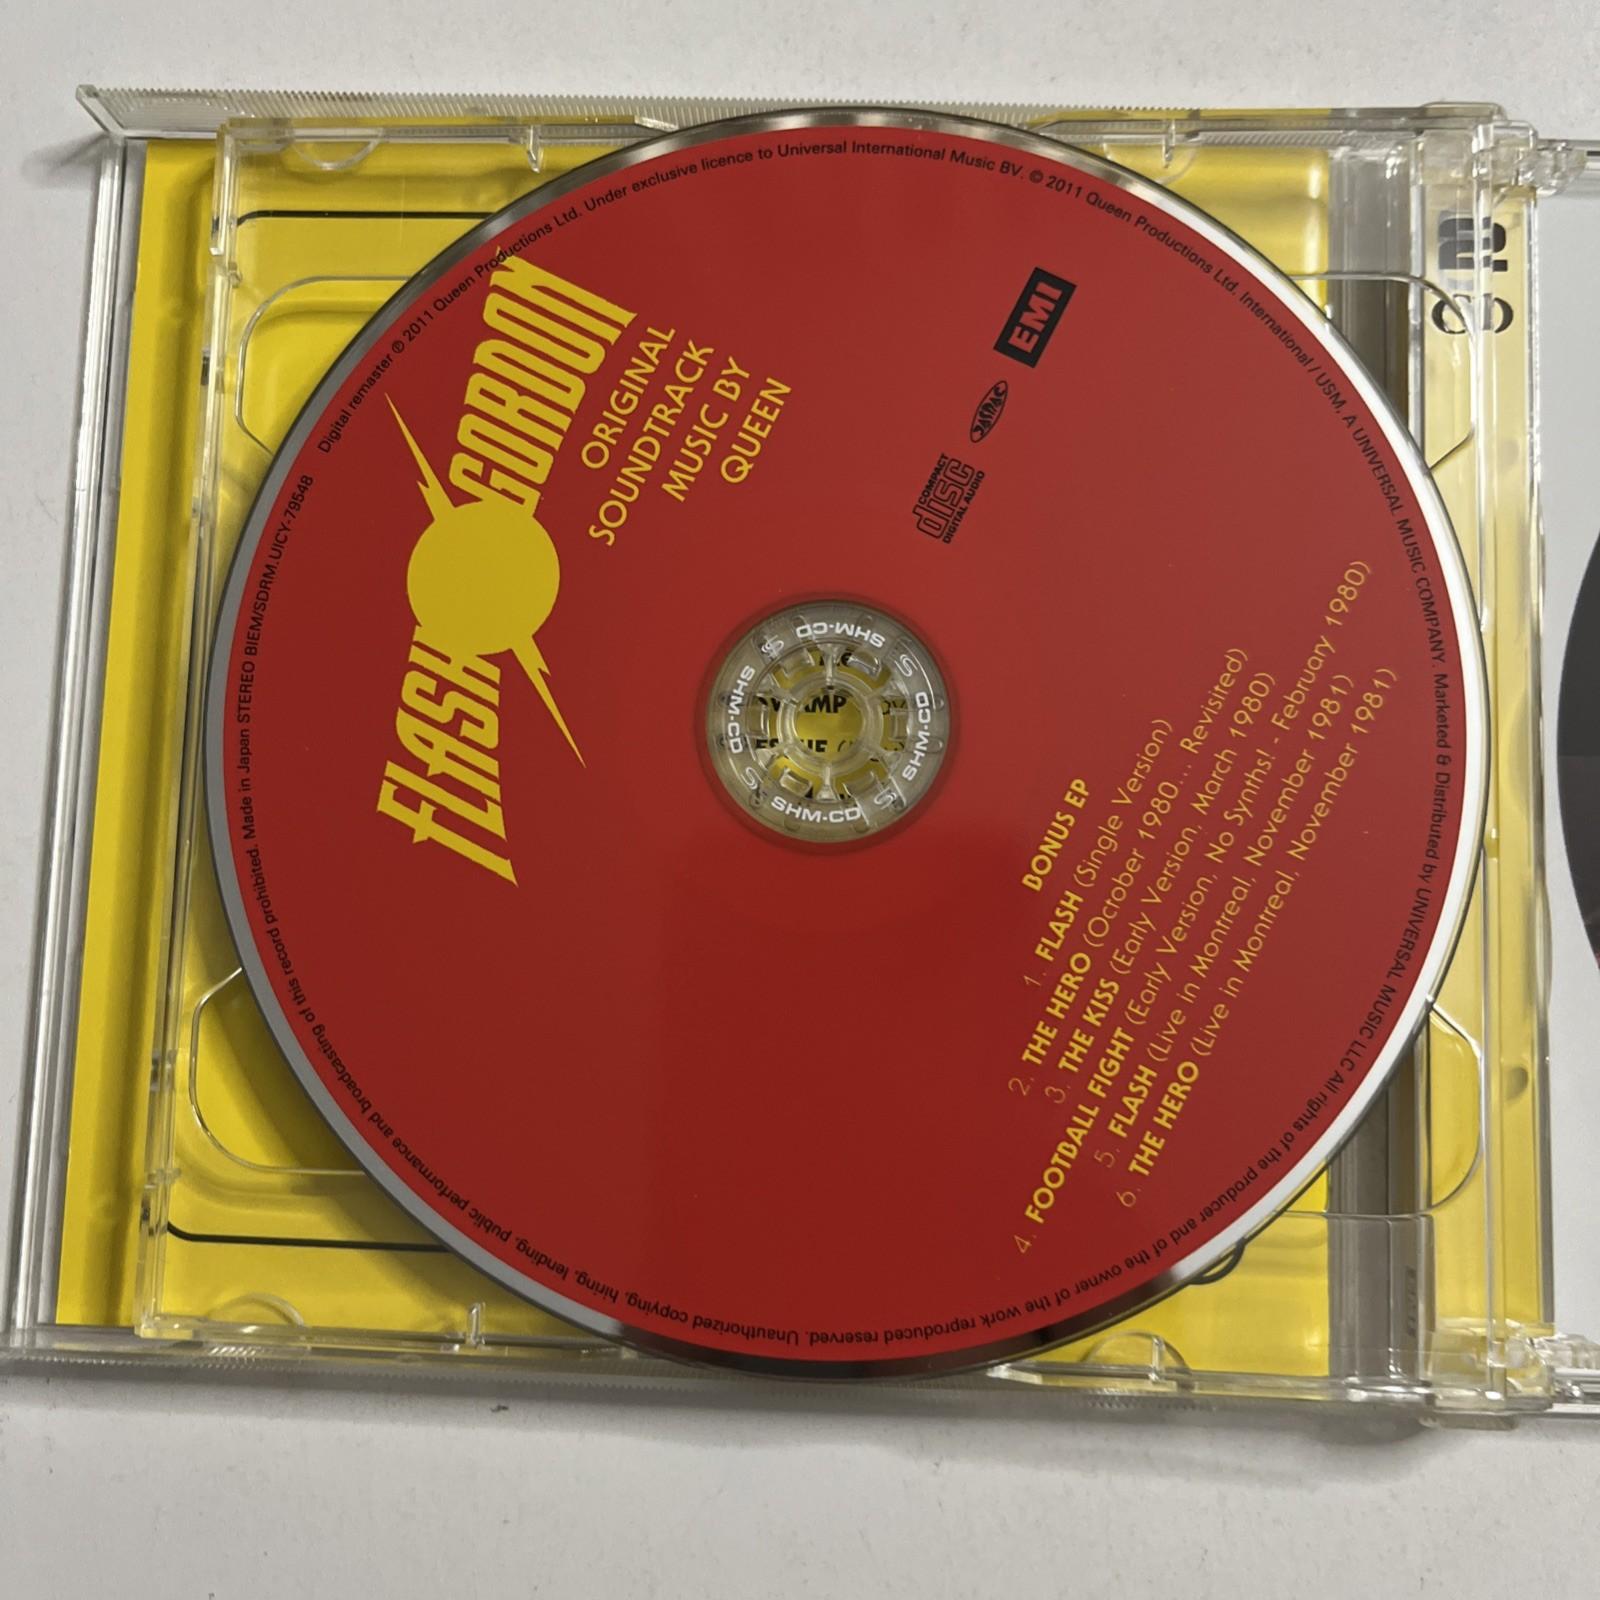 FLASH GORDON
ORIGINAL
SOUNDTRACK
MUSIC BY
QUEEN
EMI
JASRAC
COMPACT
disc
DIGITAL AUDIO
BONUS EP
1. FLASH (Single Version)
2. THE HERO (October 1980... Revisited)
3. THE KISS (Early Version, March 1980)
4. FOOTBALL FIGHT (Early Version, No Synths! - February 1980)
5. FLASH (Live in Montreal, November 1981)
6. THE HERO (Live in Montreal, November 1981)
Digital remaster ℗ 2011 Queen Productions Ltd. Under exclusive licence to Universal International Music BV. © 2011 Queen Productions Ltd. International / USM, A UNIVERSAL MUSIC COMPANY. Marketed & Distributed by UNIVERSAL MUSIC LLC All rights of the producer and of the owner of the work reproduced reserved. Unauthorized copying, hiring, lending, public performance and broadcasting of this record prohibited. Made in Japan STEREO BIEM/SDRM.UICY-79548
SHM-CD
SHM-CD
SHM-CD
SHM-CD